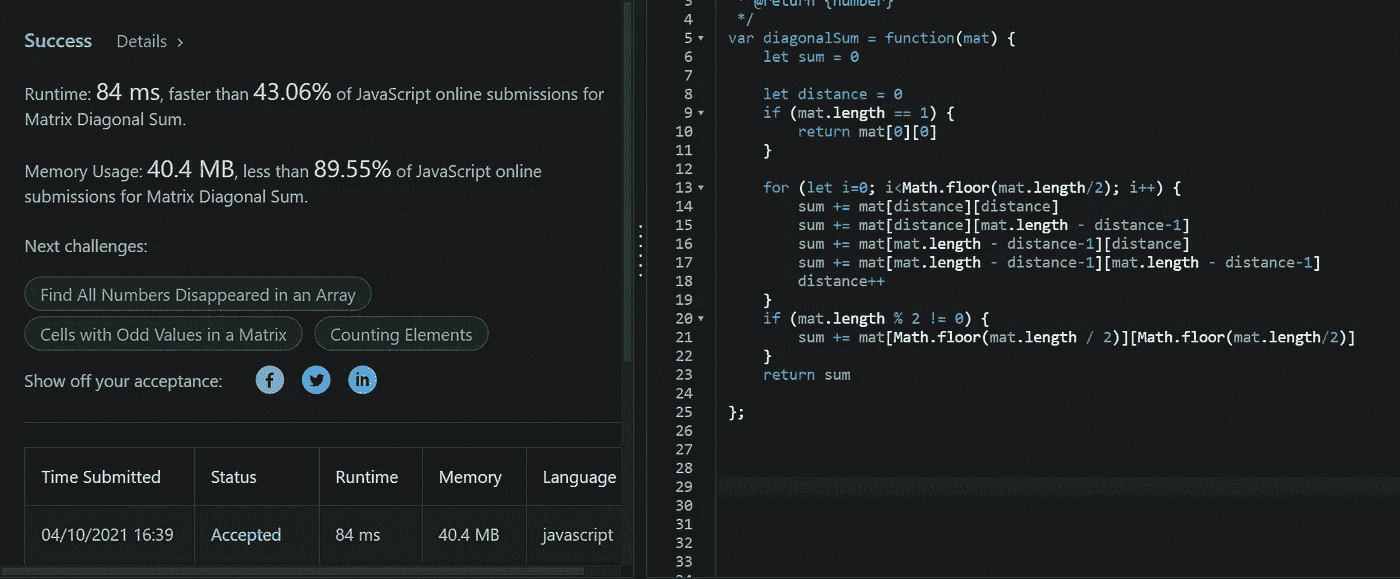 Success Details >
Runtime: 84 ms, faster than 43.06% of JavaScript online submissions for
Matrix Diagonal Sum.
Memory Usage: 40.4 MB, less than 89.55% of JavaScript online
submissions for Matrix Diagonal Sum.
Next challenges:
Find All Numbers Disappeared in an Array
Cells with Odd Values in a Matrix Counting Elements
Show off your acceptance:
Time Submitted Status Runtime Memory Language
04/10/2021 16:39 Accepted 84 ms 40.4 MB javascript
3 * @return {number}
4 */
5 var diagonalSum = function(mat) {
6 let sum = 0
7
8 let distance = 0
9 if (mat.length == 1) {
10 return mat[0][0]
11 }
12
13 for (let i=0; i<Math.floor(mat.length/2); i++) {
14 sum += mat[distance][distance]
15 sum += mat[distance][mat.length - distance-1]
16 sum += mat[mat.length - distance-1][distance]
17 sum += mat[mat.length - distance-1][mat.length - distance-1]
18 distance++
19 }
20 if (mat.length % 2 != 0) {
21 sum += mat[Math.floor(mat.length / 2)][Math.floor(mat.length/2)]
22 }
23 return sum
24
25 };
26
27
28
29
30
31
32
33